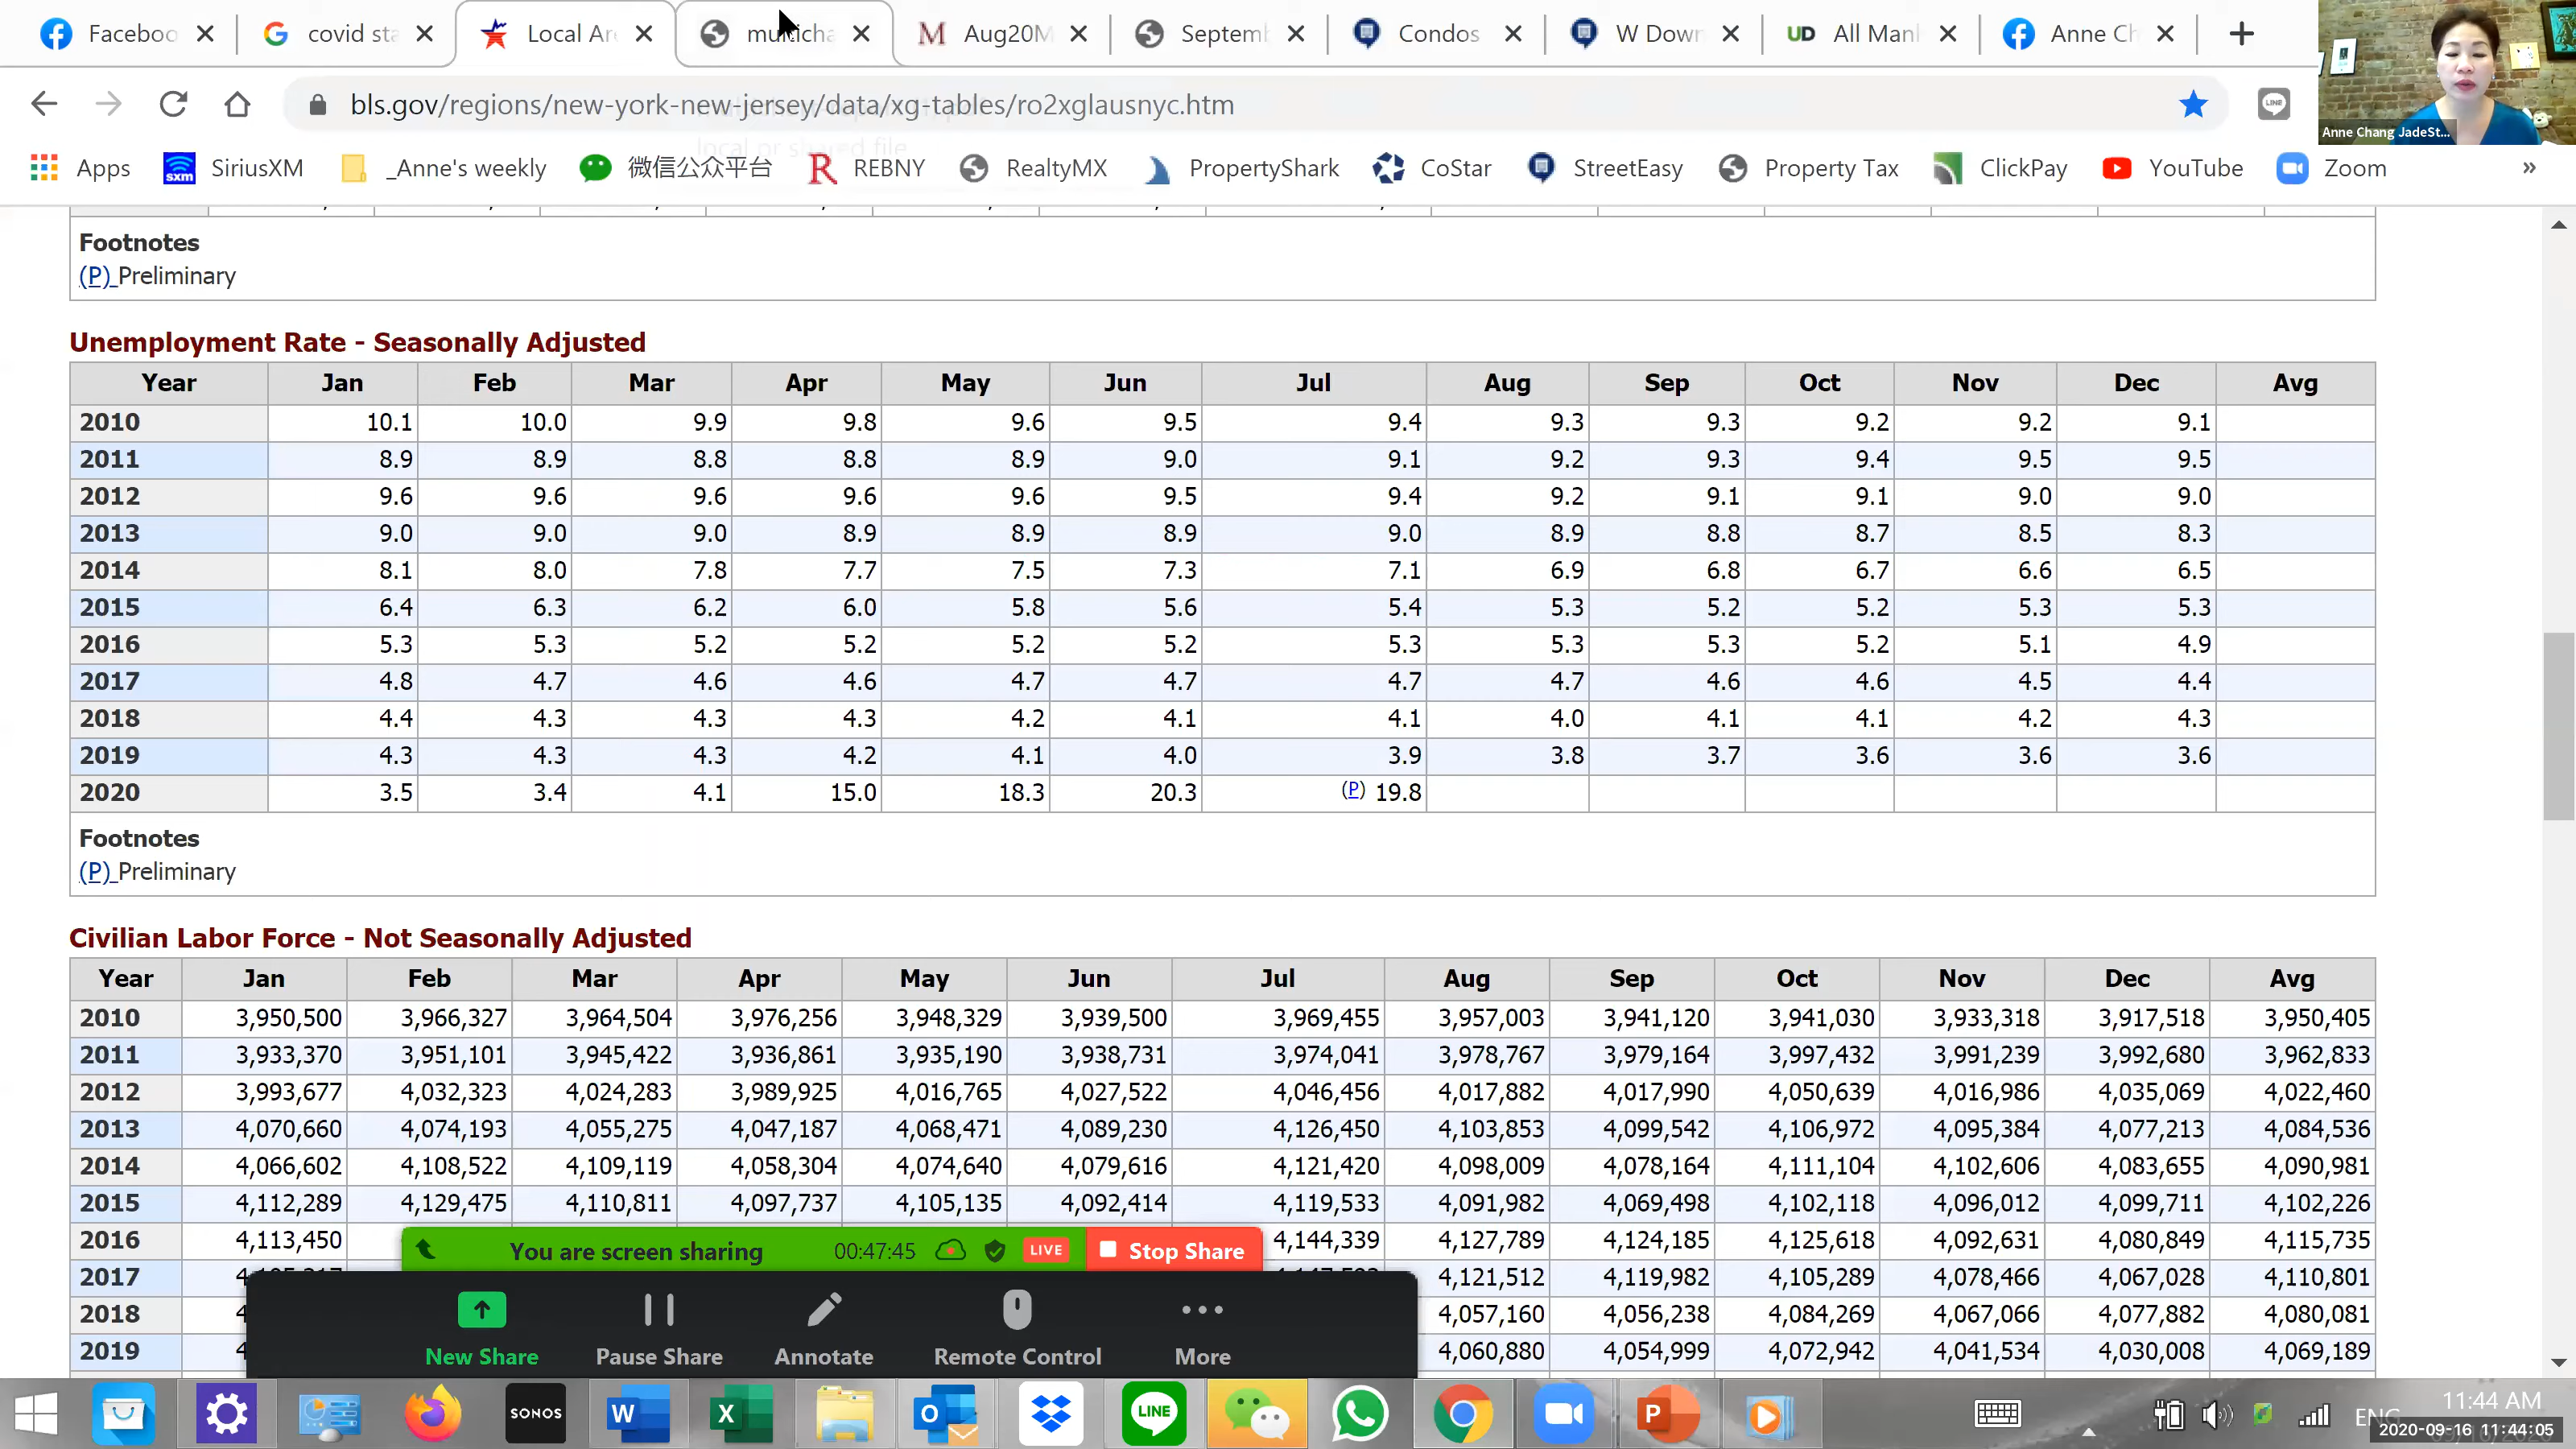 Faceboo
covid sta
Local Are
multicha
Aug20M
Septemb
Condos
W Down
All Manh
Anne Ch
bls.gov/regions/new-york-new-jersey/data/xg-tables/ro2xglausnyc.htm
local or shared file
Apps SiriusXM _Anne's weekly 微信公众平台 REBNY RealtyMX PropertyShark CoStar StreetEasy Property Tax ClickPay YouTube Zoom »
Anne Chang JadeSt...
Footnotes
(P) Preliminary
Unemployment Rate - Seasonally Adjusted
Year Jan Feb Mar Apr May Jun Jul Aug Sep Oct Nov Dec Avg
2010 10.1 10.0 9.9 9.8 9.6 9.5 9.4 9.3 9.3 9.2 9.2 9.1
2011 8.9 8.9 8.8 8.8 8.9 9.0 9.1 9.2 9.3 9.4 9.5 9.5
2012 9.6 9.6 9.6 9.6 9.6 9.5 9.4 9.2 9.1 9.1 9.0 9.0
2013 9.0 9.0 9.0 8.9 8.9 8.9 9.0 8.9 8.8 8.7 8.5 8.3
2014 8.1 8.0 7.8 7.7 7.5 7.3 7.1 6.9 6.8 6.7 6.6 6.5
2015 6.4 6.3 6.2 6.0 5.8 5.6 5.4 5.3 5.2 5.2 5.3 5.3
2016 5.3 5.3 5.2 5.2 5.2 5.2 5.3 5.3 5.3 5.2 5.1 4.9
2017 4.8 4.7 4.6 4.6 4.7 4.7 4.7 4.7 4.6 4.6 4.5 4.4
2018 4.4 4.3 4.3 4.3 4.2 4.1 4.1 4.0 4.1 4.1 4.2 4.3
2019 4.3 4.3 4.3 4.2 4.1 4.0 3.9 3.8 3.7 3.6 3.6 3.6
2020 3.5 3.4 4.1 15.0 18.3 20.3 (P) 19.8
Footnotes
(P) Preliminary
Civilian Labor Force - Not Seasonally Adjusted
Year Jan Feb Mar Apr May Jun Jul Aug Sep Oct Nov Dec Avg
2010 3,950,500 3,966,327 3,964,504 3,976,256 3,948,329 3,939,500 3,969,455 3,957,003 3,941,120 3,941,030 3,933,318 3,917,518 3,950,405
2011 3,933,370 3,951,101 3,945,422 3,936,861 3,935,190 3,938,731 3,974,041 3,978,767 3,979,164 3,997,432 3,991,239 3,992,680 3,962,833
2012 3,993,677 4,032,323 4,024,283 3,989,925 4,016,765 4,027,522 4,046,456 4,017,882 4,017,990 4,050,639 4,016,986 4,035,069 4,022,460
2013 4,070,660 4,074,193 4,055,275 4,047,187 4,068,471 4,089,230 4,126,450 4,103,853 4,099,542 4,106,972 4,095,384 4,077,213 4,084,536
2014 4,066,602 4,108,522 4,109,119 4,058,304 4,074,640 4,079,616 4,121,420 4,098,009 4,078,164 4,111,104 4,102,606 4,083,655 4,090,981
2015 4,112,289 4,129,475 4,110,811 4,097,737 4,105,135 4,092,414 4,119,533 4,091,982 4,069,498 4,102,118 4,096,012 4,099,711 4,102,226
2016 4,113,450 4,144,339 4,127,789 4,124,185 4,125,618 4,092,631 4,080,849 4,115,735
2017 4,121,512 4,119,982 4,105,289 4,078,466 4,067,028 4,110,801
2018 4,057,160 4,056,238 4,084,269 4,067,066 4,077,882 4,080,081
2019 4,060,880 4,054,999 4,072,942 4,041,534 4,030,008 4,069,189
You are screen sharing 00:47:45 LIVE Stop Share
New Share Pause Share Annotate Remote Control More
SONOS
LINE
ENG
11:44 AM
2020-09-16 11:44:05